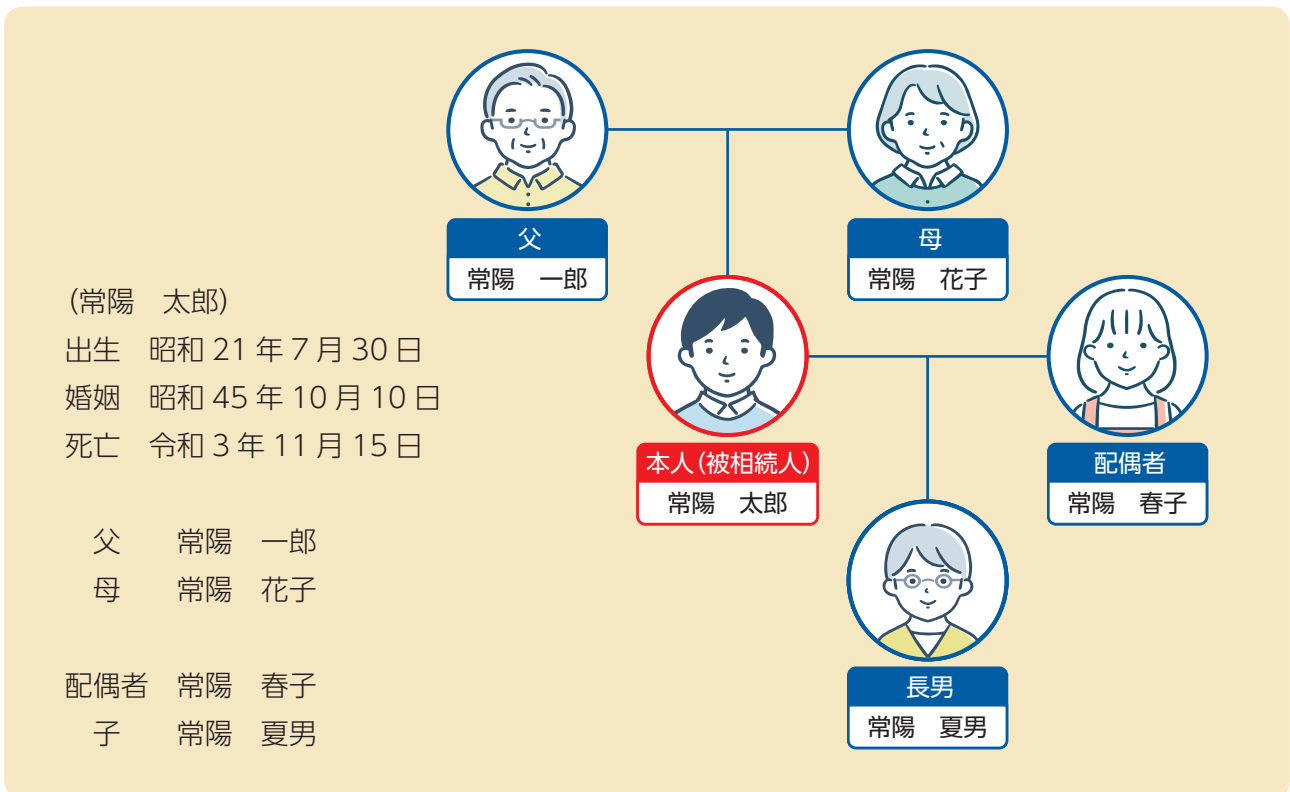 父
常陽　一郎
母
常陽　花子
(常陽　太郎)
出生　昭和 21 年 7 月 30 日
婚姻　昭和 45 年 10 月 10 日
死亡　令和 3 年 11 月 15 日
本人(被相続人)
常陽　太郎
配偶者
常陽　春子
父　　常陽　一郎
母　　常陽　花子
配偶者　常陽　春子
子　　常陽　夏男
長男
常陽　夏男